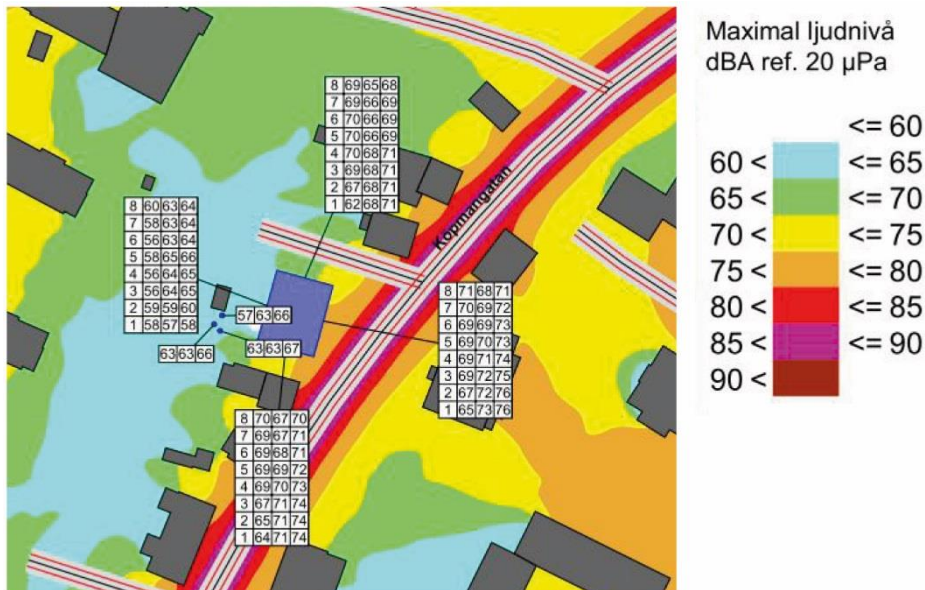 8 69 65 68
7 69 66 69
6 70 66 69
5 70 66 69
4 70 68 71
3 69 68 71
2 67 68 71
1 62 68 71
Köpmangatan
8 60 63 64
7 58 63 64
6 56 63 64
5 58 65 66
4 56 64 65
3 56 64 65
2 59 59 60
1 58 57 58
57 63 66
63 63 66
63 63 67
8 71 68 71
7 70 69 72
6 69 69 73
5 69 70 73
4 69 71 74
3 69 72 75
2 67 72 76
1 65 73 76
8 70 67 70
7 69 67 71
6 69 68 71
5 69 69 72
4 69 70 73
3 67 71 74
2 65 71 74
1 64 71 74
Maximal ljudnivå
dBA ref. 20 µPa
<= 60
60 < <= 65
65 < <= 70
70 < <= 75
75 < <= 80
80 < <= 85
85 < <= 90
90 <